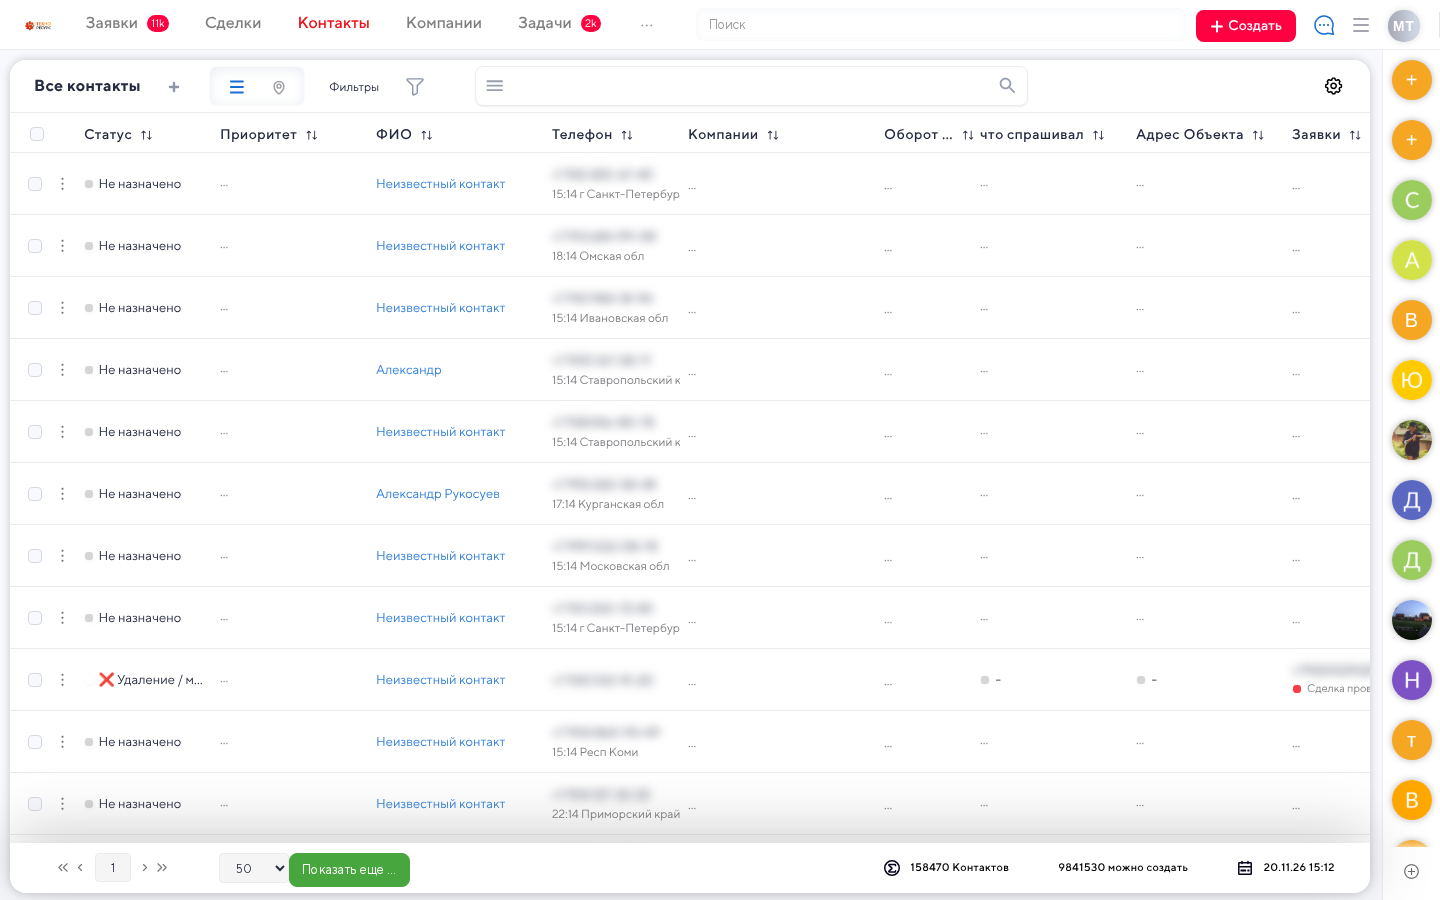 Заявки 11k Сделки Контакты Компании Задачи 2k ... Поиск + Создать МТ
Все контакты + Фильтры
Статус Приоритет ФИО Телефон Компании Оборот ... что спрашивал Адрес Объекта Заявки
Не назначено ... Неизвестный контакт ... ... ... ... ...
15:14 г Санкт-Петербур
Не назначено ... Неизвестный контакт ... ... ... ... ...
18:14 Омская обл
Не назначено ... Неизвестный контакт ... ... ... ... ...
15:14 Ивановская обл
Не назначено ... Александр ... ... ... ... ...
15:14 Ставропольский к
Не назначено ... Неизвестный контакт ... ... ... ... ...
15:14 Ставропольский к
Не назначено ... Александр Рукосуев ... ... ... ... ...
17:14 Курганская обл
Не назначено ... Неизвестный контакт ... ... ... ... ...
15:14 Московская обл
Не назначено ... Неизвестный контакт ... ... ... ... ...
15:14 г Санкт-Петербур
❌ Удаление / м... ... Неизвестный контакт ... ... - -
Сделка пров
Не назначено ... Неизвестный контакт ... ... ... ... ...
15:14 Респ Коми
Не назначено ... Неизвестный контакт ... ... ... ... ...
22:14 Приморский край
1 50 Показать еще ... 158470 Контактов 9841530 можно создать 20.11.26 15:12
+
+
С
А
В
Ю
Д
Д
Н
т
В